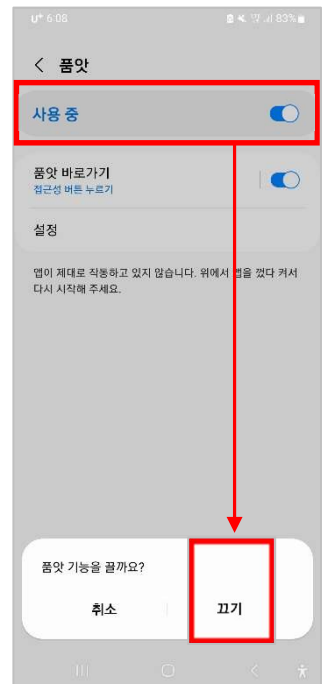 U+ 6:08
83%
품앗
사용 중
품앗 바로가기
접근성 버튼 누르기
설정
앱이 제대로 작동하고 있지 않습니다. 위에서 앱을 껐다 켜서
다시 시작해 주세요.
품앗 기능을 끌까요?
취소
끄기